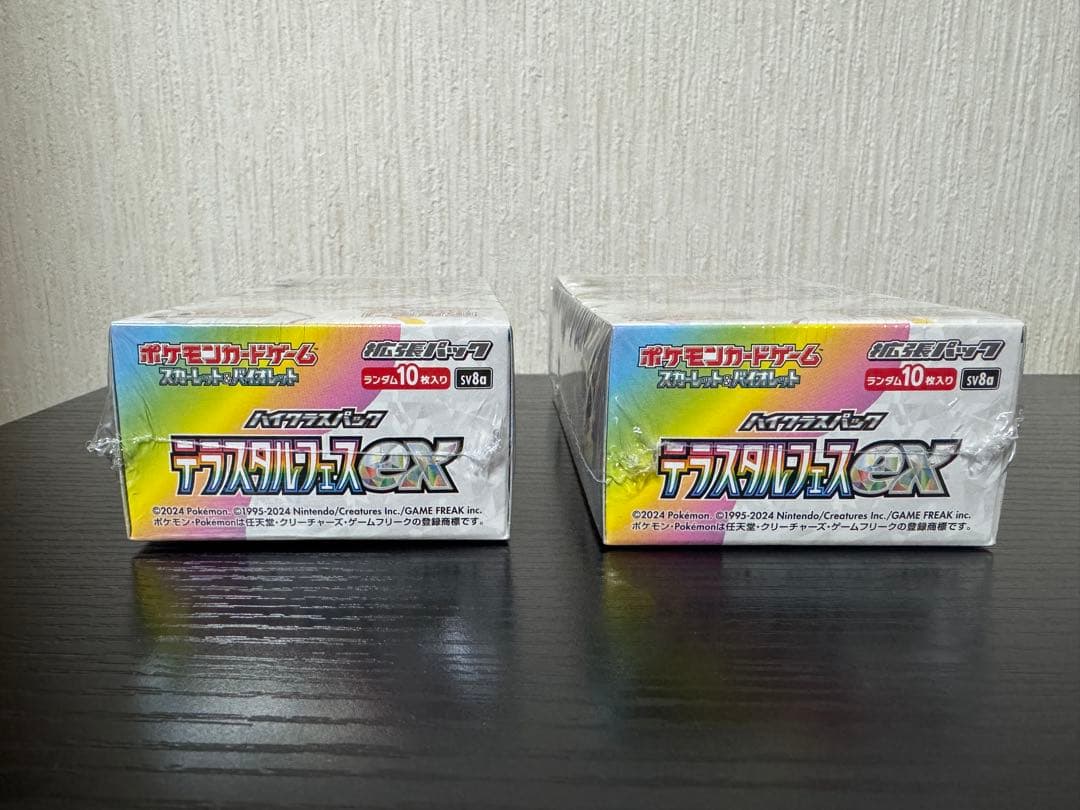 ポケモンカードゲーム
スカーレット&バイオレット
拡張パック
ランダム10枚入り
sv8a
ハイクラスパック
テラスタルフェスex
©2024 Pokémon. ©1995-2024 Nintendo/Creatures Inc./GAME FREAK inc.
ポケモン・Pokémonは任天堂・クリーチャーズ・ゲームフリークの登録商標です。
ポケモンカードゲーム
スカーレット&バイオレット
拡張パック
ランダム10枚入り
sv8a
ハイクラスパック
テラスタルフェスex
©2024 Pokémon. ©1995-2024 Nintendo/Creatures Inc./GAME FREAK inc.
ポケモン・Pokémonは任天堂・クリーチャーズ・ゲームフリークの登録商標です。